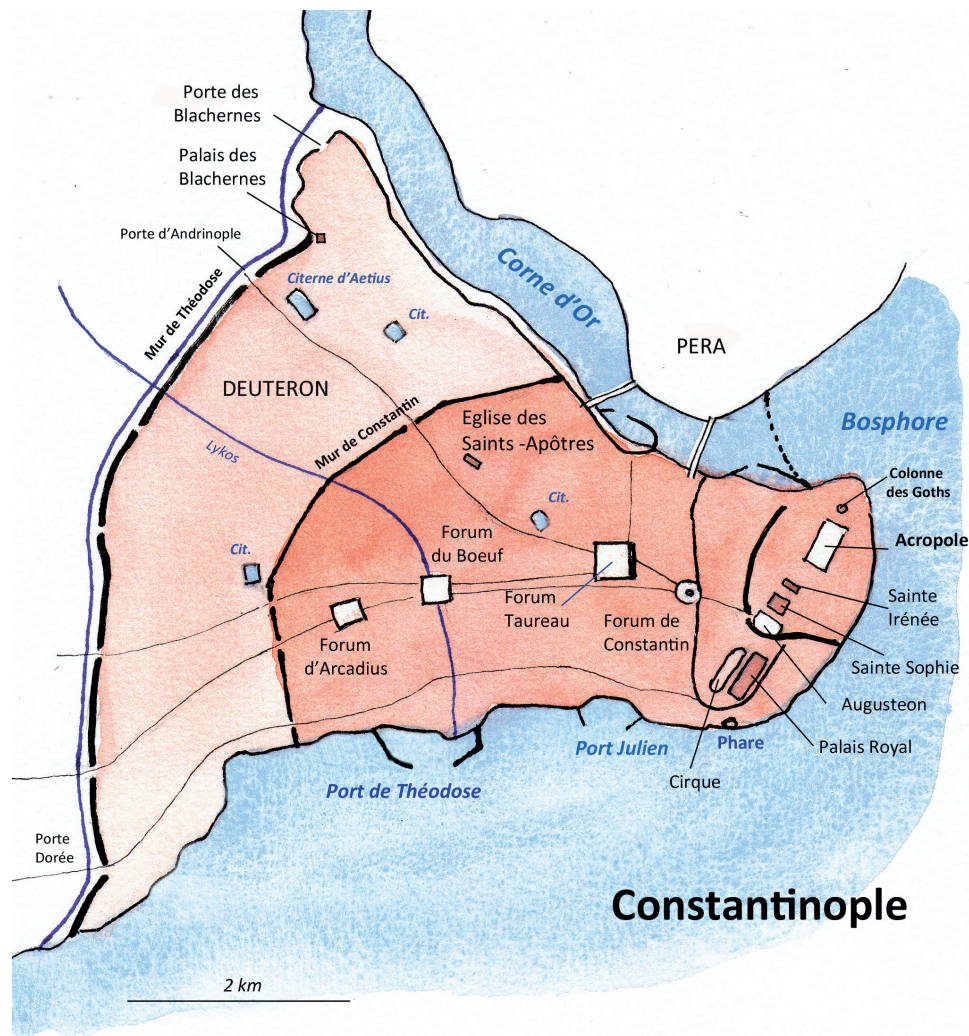 Porte des
Blachernes
Palais des
Blachernes
Porte d'Andrinople
Citerne d'Aetius
Cit.
Mur de Théodose
Corne d'Or
PERA
DEUTERON
Bosphore
Mur de Constantin
Eglise des
Saints -Apôtres
Lykos
Colonne
des Goths
Cit.
Acropole
Forum
du Boeuf
Cit.
Forum
Taureau
Forum de
Constantin
Sainte
Irénée
Forum
d'Arcadius
Sainte Sophie
Augusteon
Port Julien
Phare
Palais Royal
Cirque
Port de Théodose
Porte
Dorée
Constantinople
2 km